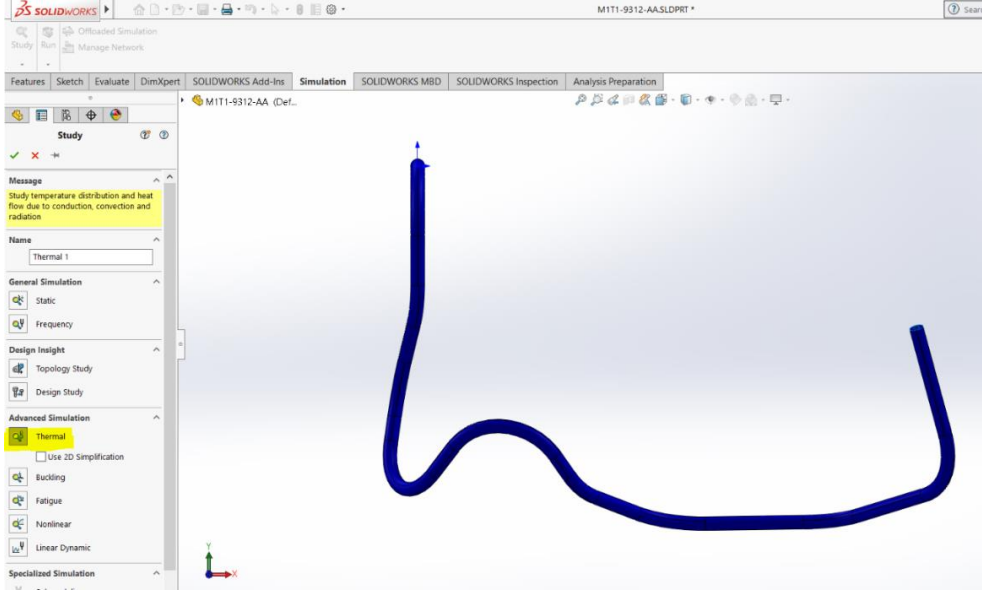 SOLIDWORKS
M1T1-9312-AA.SLDPRT *
Sear
Study
Run
Offloaded Simulation
Manage Network
Features Sketch Evaluate DimXpert SOLIDWORKS Add-Ins Simulation SOLIDWORKS MBD SOLIDWORKS Inspection Analysis Preparation
M1T1-9312-AA (Def...
Study
Message
Study temperature distribution and heat
flow due to conduction, convection and
radiation
Name
Thermal 1
General Simulation
Static
Frequency
Design Insight
Topology Study
Design Study
Advanced Simulation
Thermal
Use 2D Simplification
Buckling
Fatigue
Nonlinear
Linear Dynamic
Specialized Simulation
Y
X